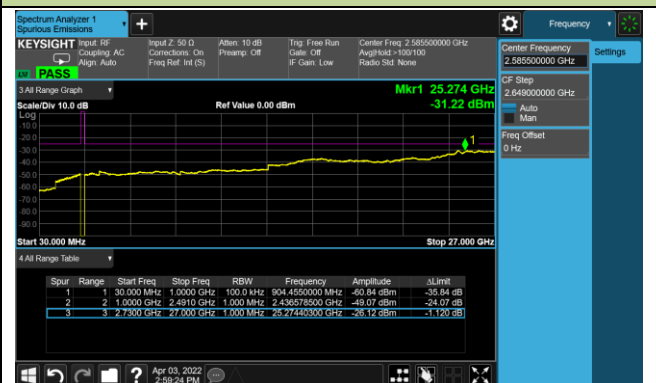 Spectrum Analyzer 1
Spurious Emissions
Frequency
KEYSIGHT
Input: RF
Coupling: AC
Align: Auto
Input Z: 50 Ω
Corrections: On
Freq Ref: Int (S)
Atten: 10 dB
Preamp: Off
Trig: Free Run
Gate: Off
IF Gain: Low
Center Freq: 2.585500000 GHz
Avg|Hold:>100/100
Radio Std: None
PASS
Center Frequency
2.585500000 GHz
Settings
CF Step
2.649000000 GHz
Auto
Man
Freq Offset
0 Hz
3 All Range Graph
Mkr1 25.274 GHz
Scale/Div 10.0 dB
Ref Value 0.00 dBm
-31.22 dBm
Log
-10.0
-20.0
-30.0
-40.0
-50.0
-60.0
-70.0
-80.0
-90.0
1
Start 30.000 MHz
Stop 27.000 GHz
4 All Range Table
Spur Range Start Freq Stop Freq RBW Frequency Amplitude ΔLimit
1 1 30.000 MHz 1.0000 GHz 100.0 kHz 904.4550000 MHz -60.84 dBm -35.84 dB
2 2 1.0000 GHz 2.4910 GHz 1.000 MHz 2.436578500 GHz -49.07 dBm -24.07 dB
3 3 2.7300 GHz 27.000 GHz 1.000 MHz 25.27440300 GHz -26.12 dBm -1.120 dB
?
Apr 03, 2022
2:59:24 PM